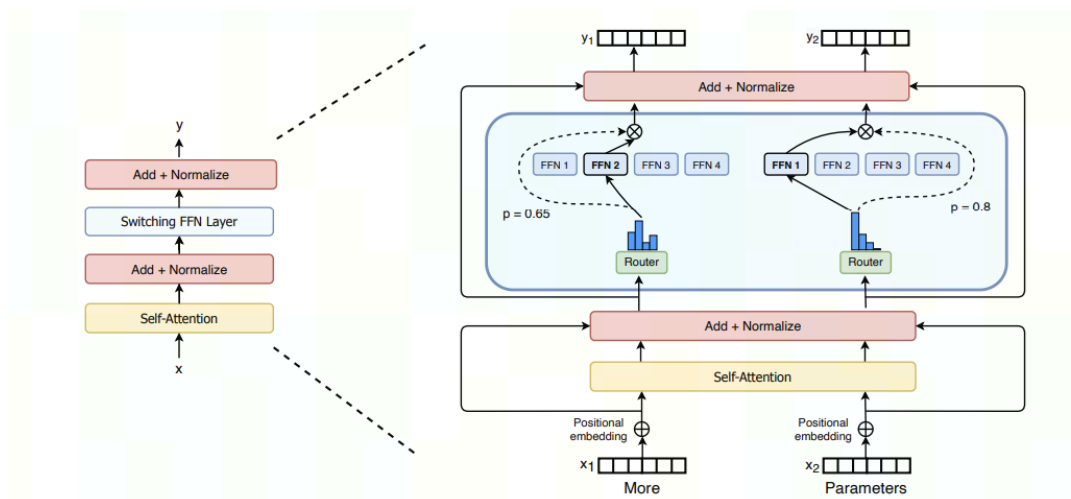 y
Add + Normalize
Switching FFN Layer
Add + Normalize
Self-Attention
x
y1
y2
Add + Normalize
FFN 1 FFN 2 FFN 3 FFN 4
FFN 1 FFN 2 FFN 3 FFN 4
p = 0.65
p = 0.8
Router
Router
Add + Normalize
Self-Attention
Positional
embedding
Positional
embedding
x1
x2
More
Parameters